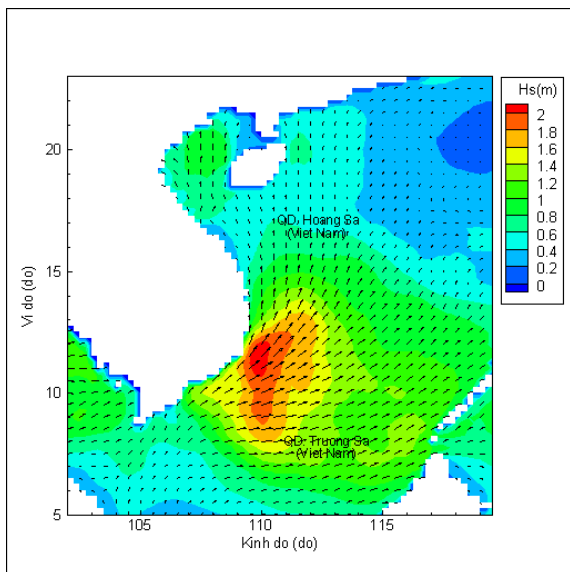 Hs(m)
2
1.8
1.6
1.4
1.2
1
0.8
0.6
0.4
0.2
0
20
15
10
5
Vi do (do)
QD. Hoang Sa
(Viet Nam)
QD. Truong Sa
(Viet Nam)
105
110
115
Kinh do (do)